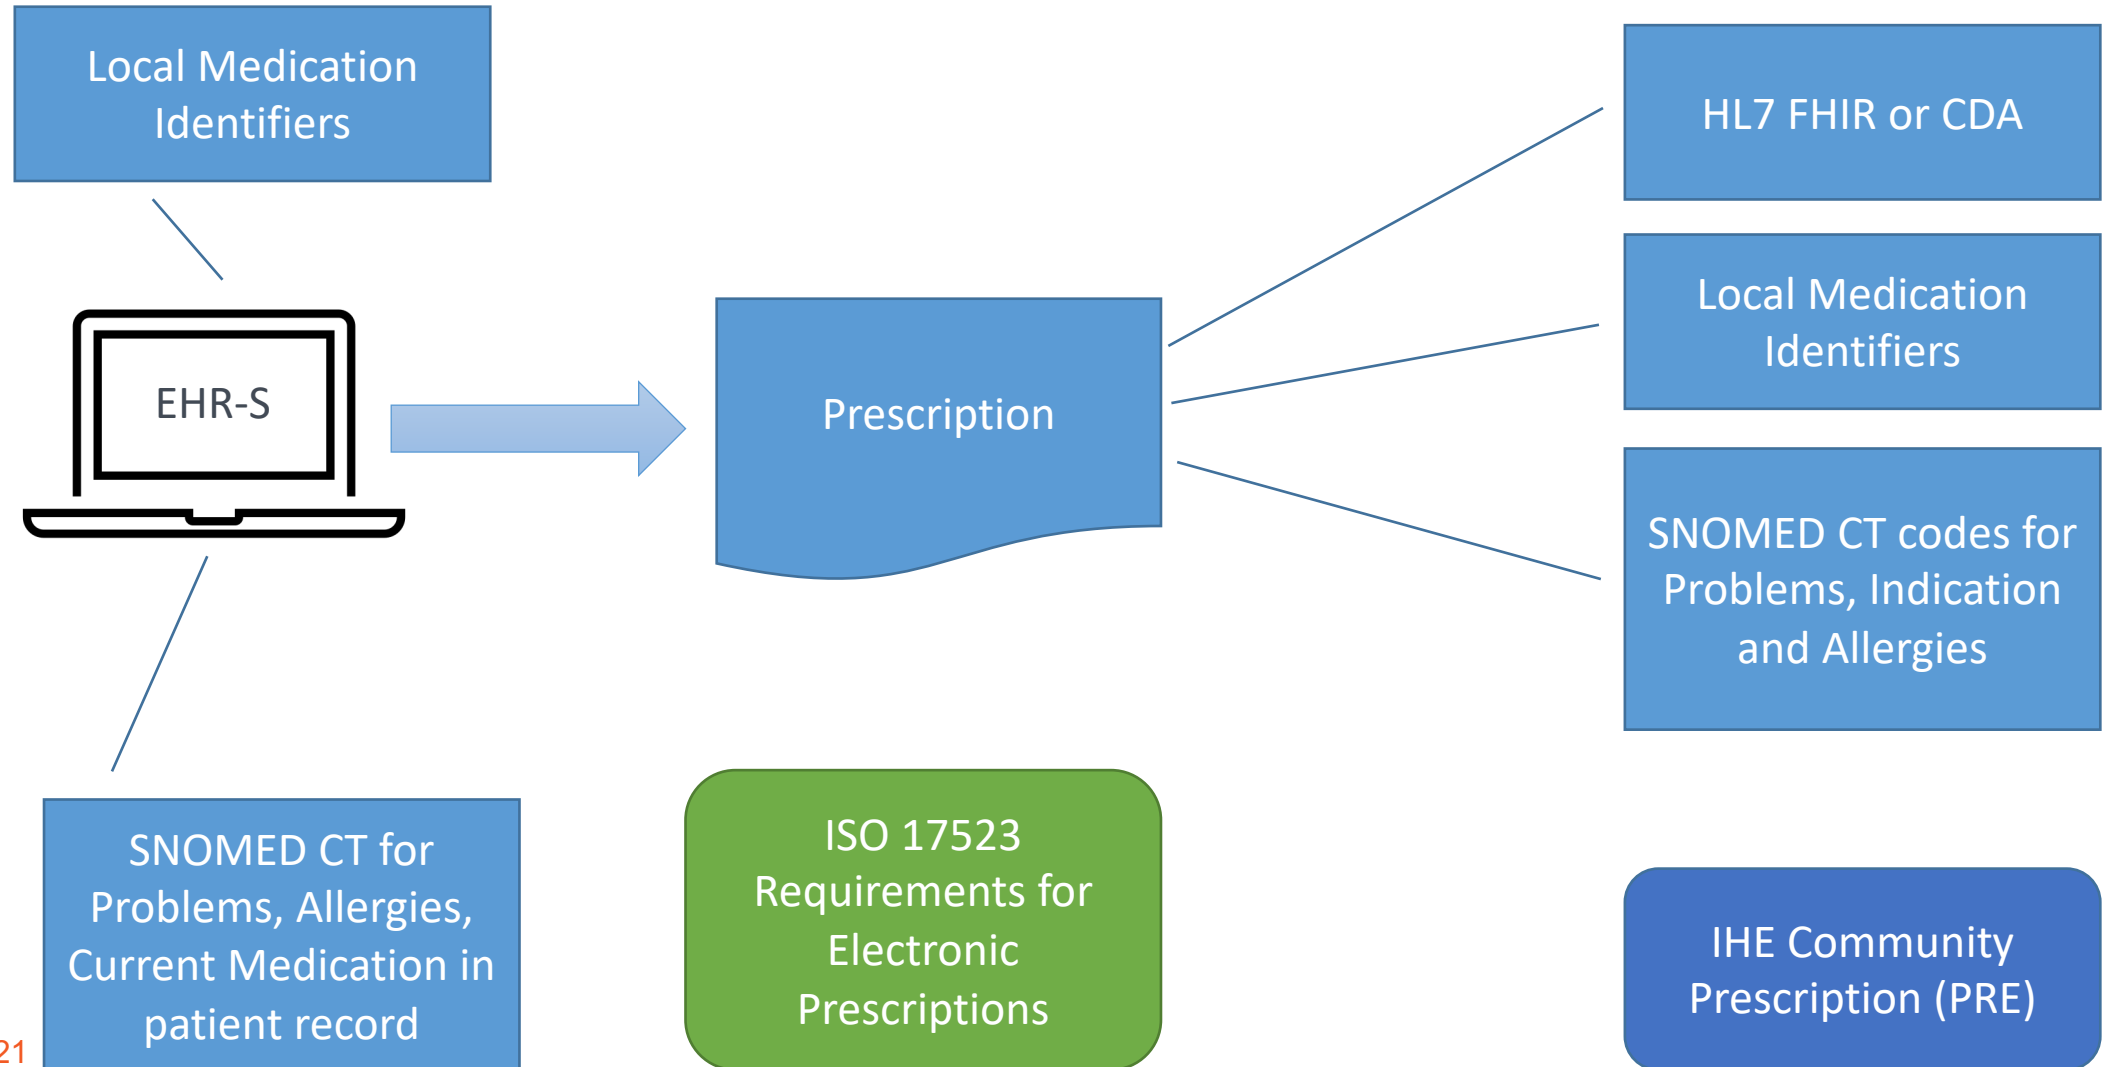 Local Medication
Identifiers
EHR-S
SNOMED CT for
Problems, Allergies,
Current Medication in
patient record
Prescription
ISO 17523
Requirements for
Electronic
Prescriptions
HL7 FHIR or CDA
Local Medication
Identifiers
SNOMED CT codes for
Problems, Indication
and Allergies
IHE Community
Prescription (PRE)
21